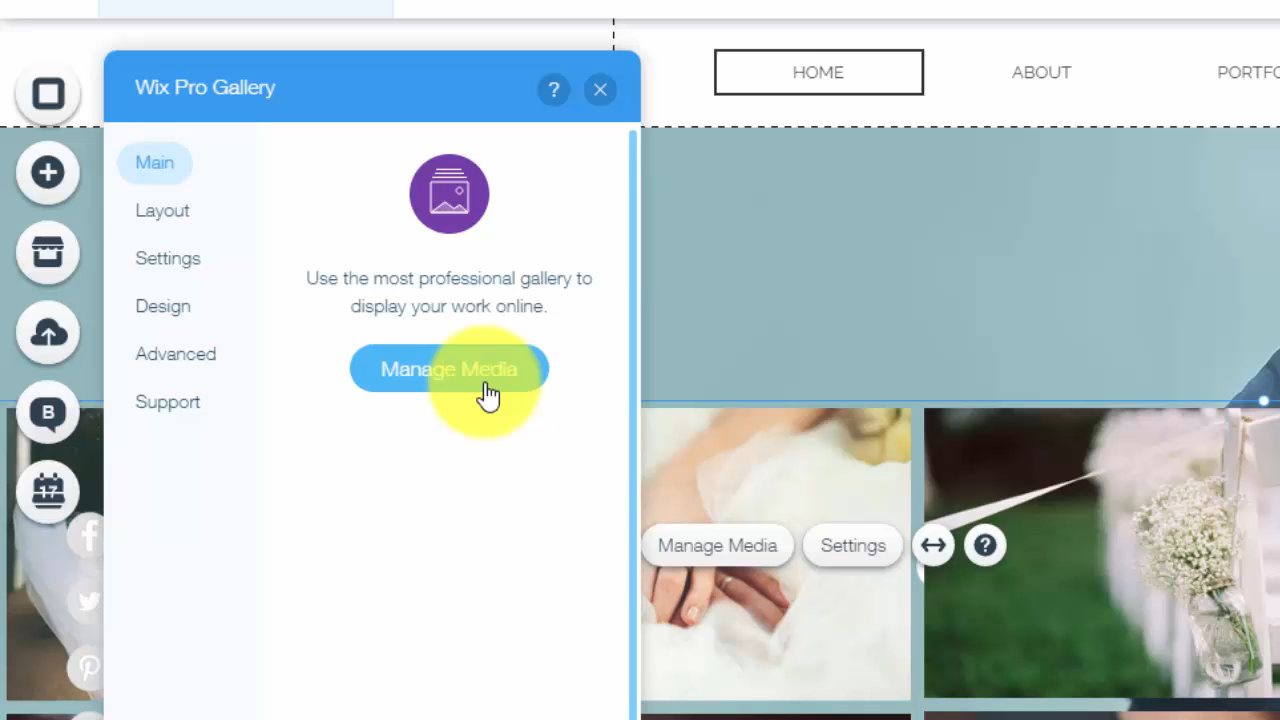 HOME
ABOUT
PORTFO
Wix Pro Gallery
?
Main
Layout
Settings
Design
Advanced
Support
Use the most professional gallery to
display your work online.
Manage Media
B
17
Manage Media
Settings
?